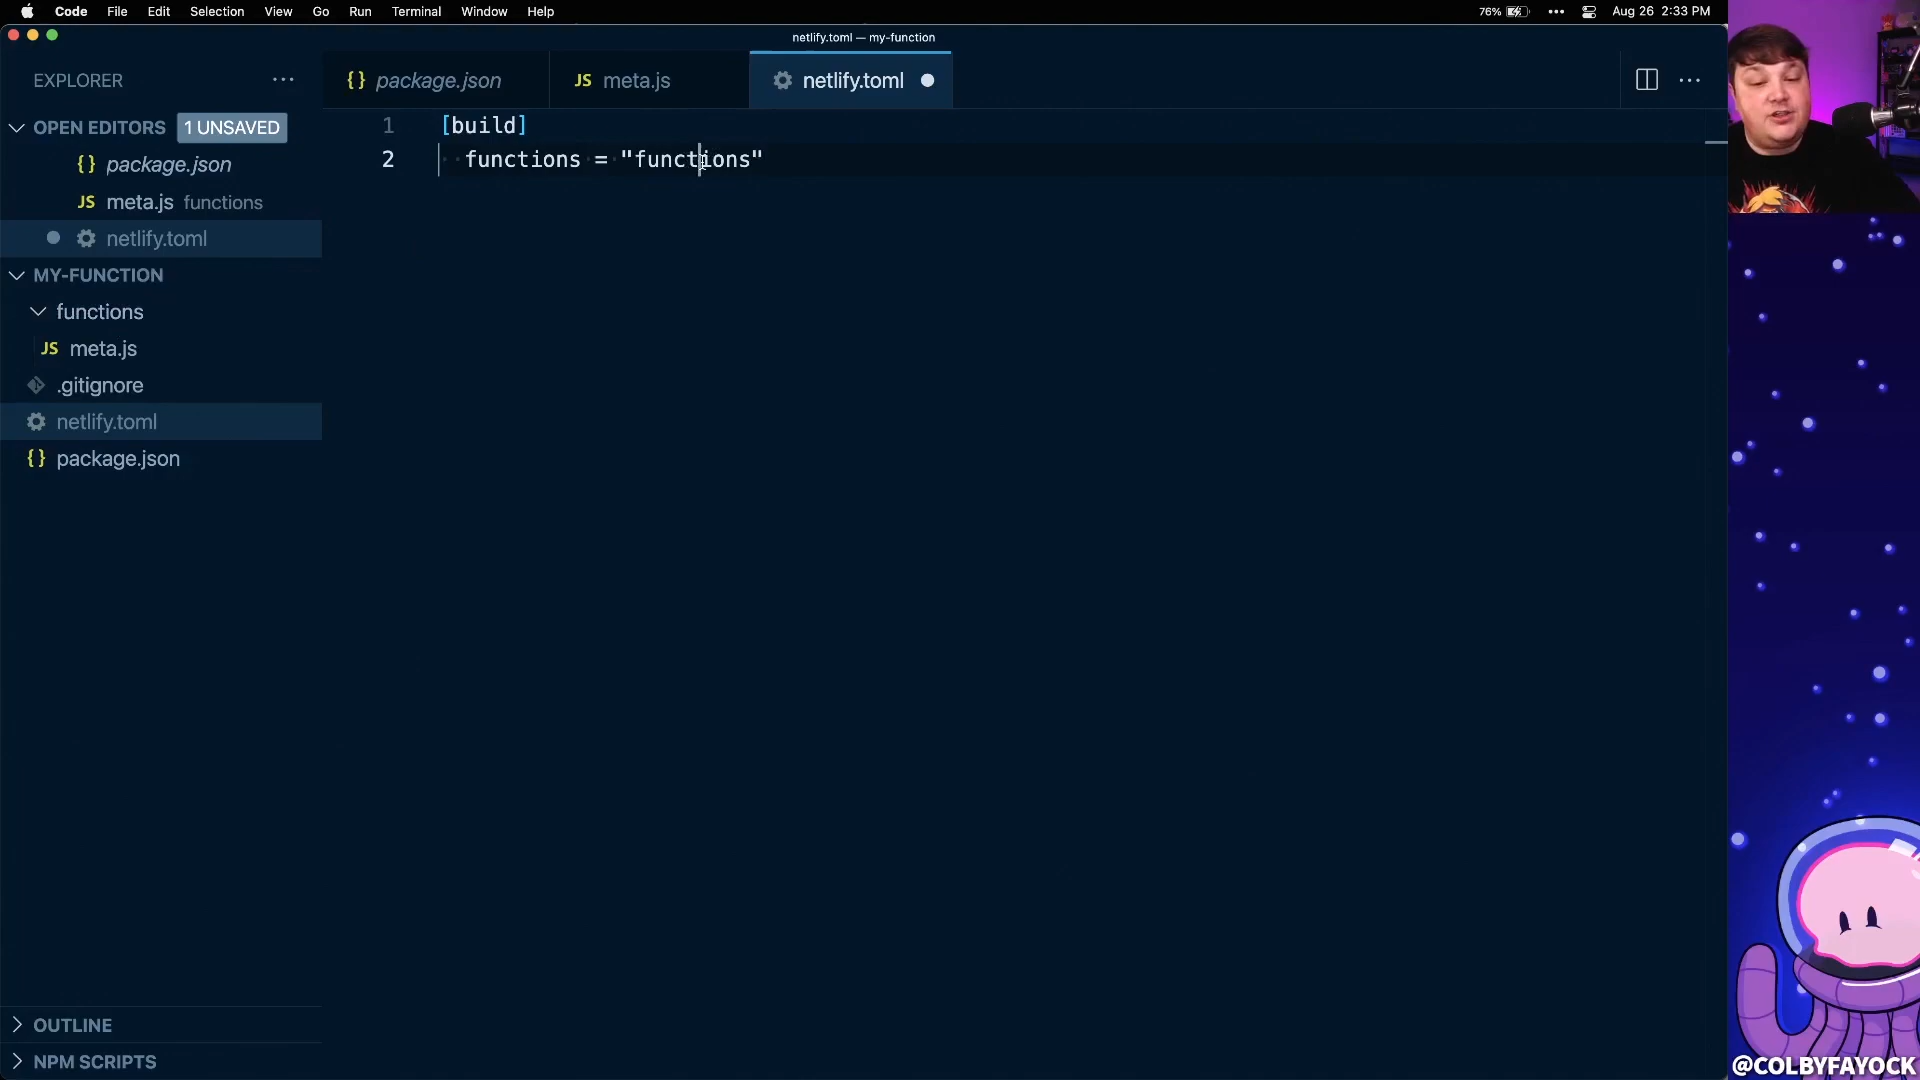 Code File Edit Selection View Go Run Terminal Window Help 76% Aug 26 2:33 PM
netlify.toml — my-function
EXPLORER
{} package.json
JS meta.js
netlify.toml
OPEN EDITORS 1 UNSAVED
{} package.json
JS meta.js functions
netlify.toml
MY-FUNCTION
functions
JS meta.js
.gitignore
netlify.toml
{} package.json
OUTLINE
NPM SCRIPTS
1 [build]
2 functions = "functions"
@COLBYFAYOCK